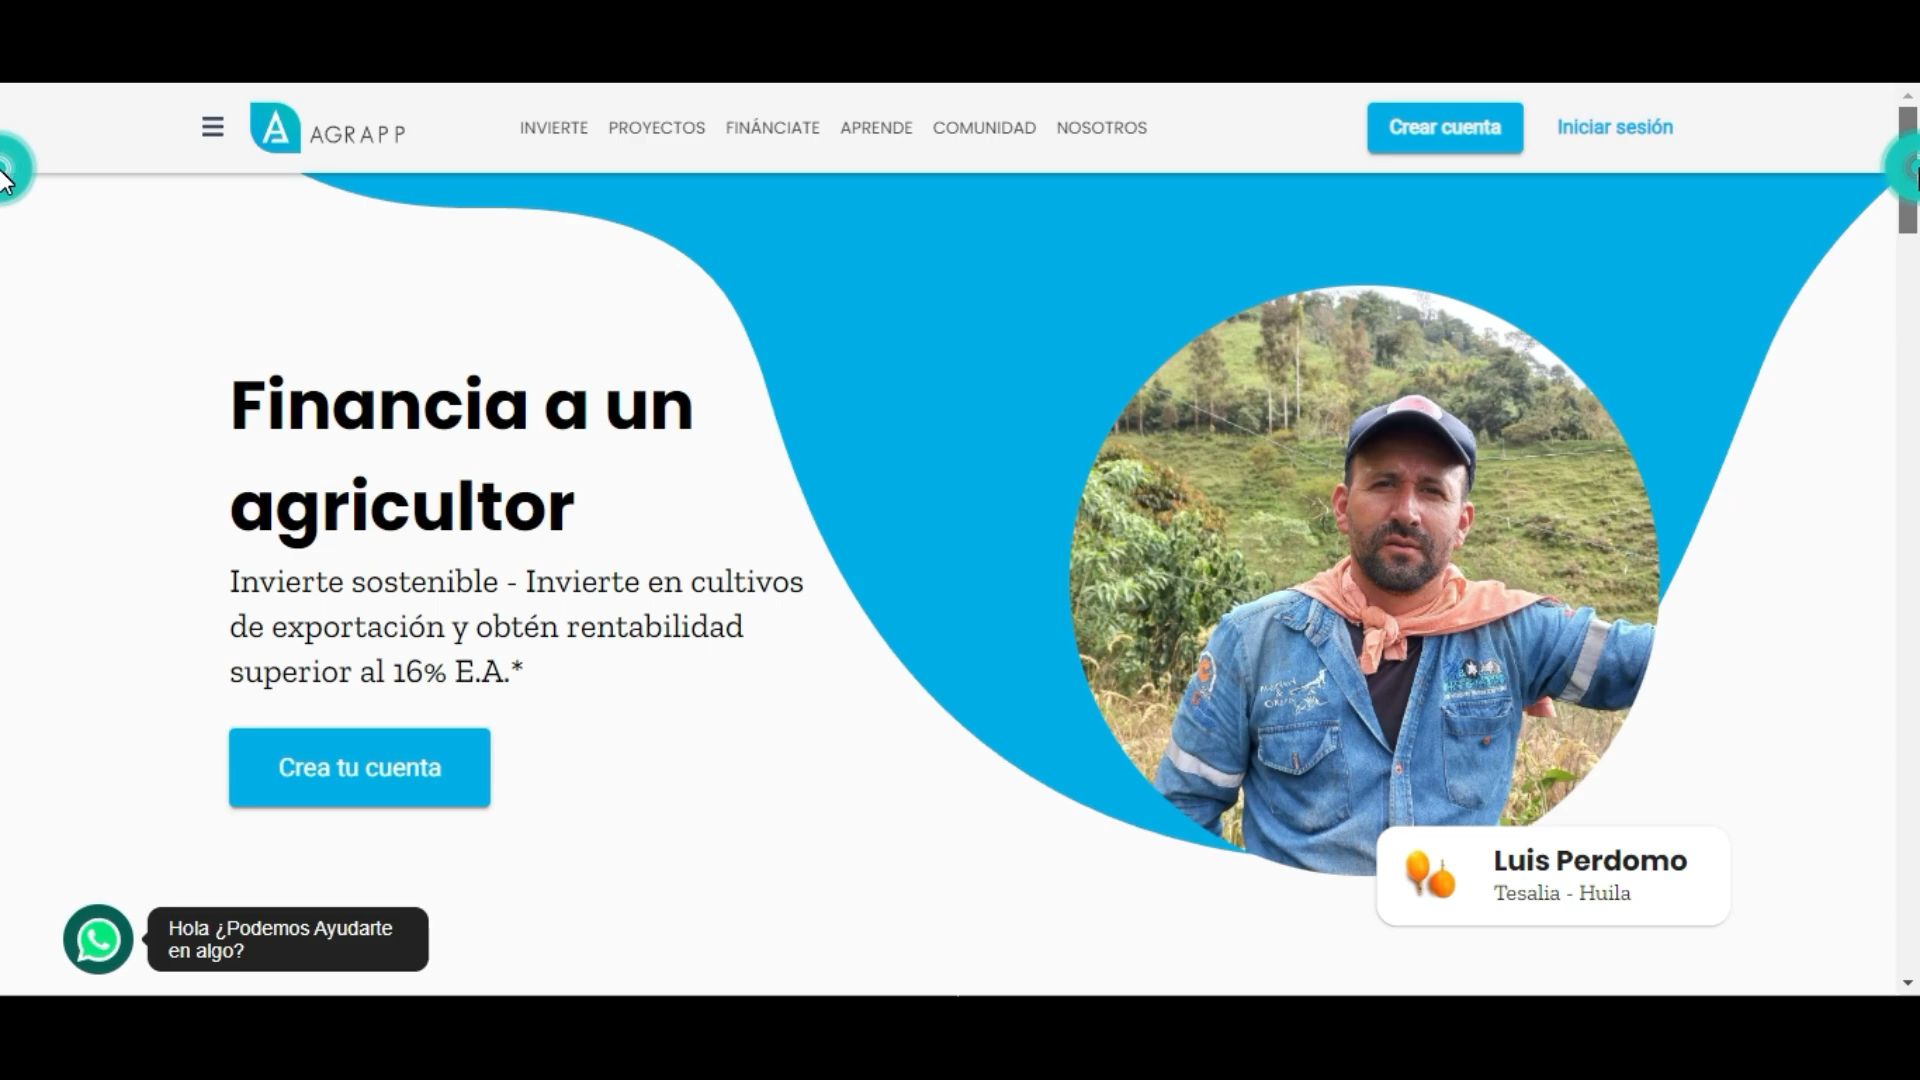 AGRAPP
INVIERTE PROYECTOS FINÁNCIATE APRENDE COMUNIDAD NOSOTROS
Crear cuenta
Iniciar sesión
Financia a un
agricultor
Invierte sostenible - Invierte en cultivos
de exportación y obtén rentabilidad
superior al 16% E.A.*
Crea tu cuenta
Luis Perdomo
Tesalia - Huila
Hola ¿Podemos Ayudarte
en algo?